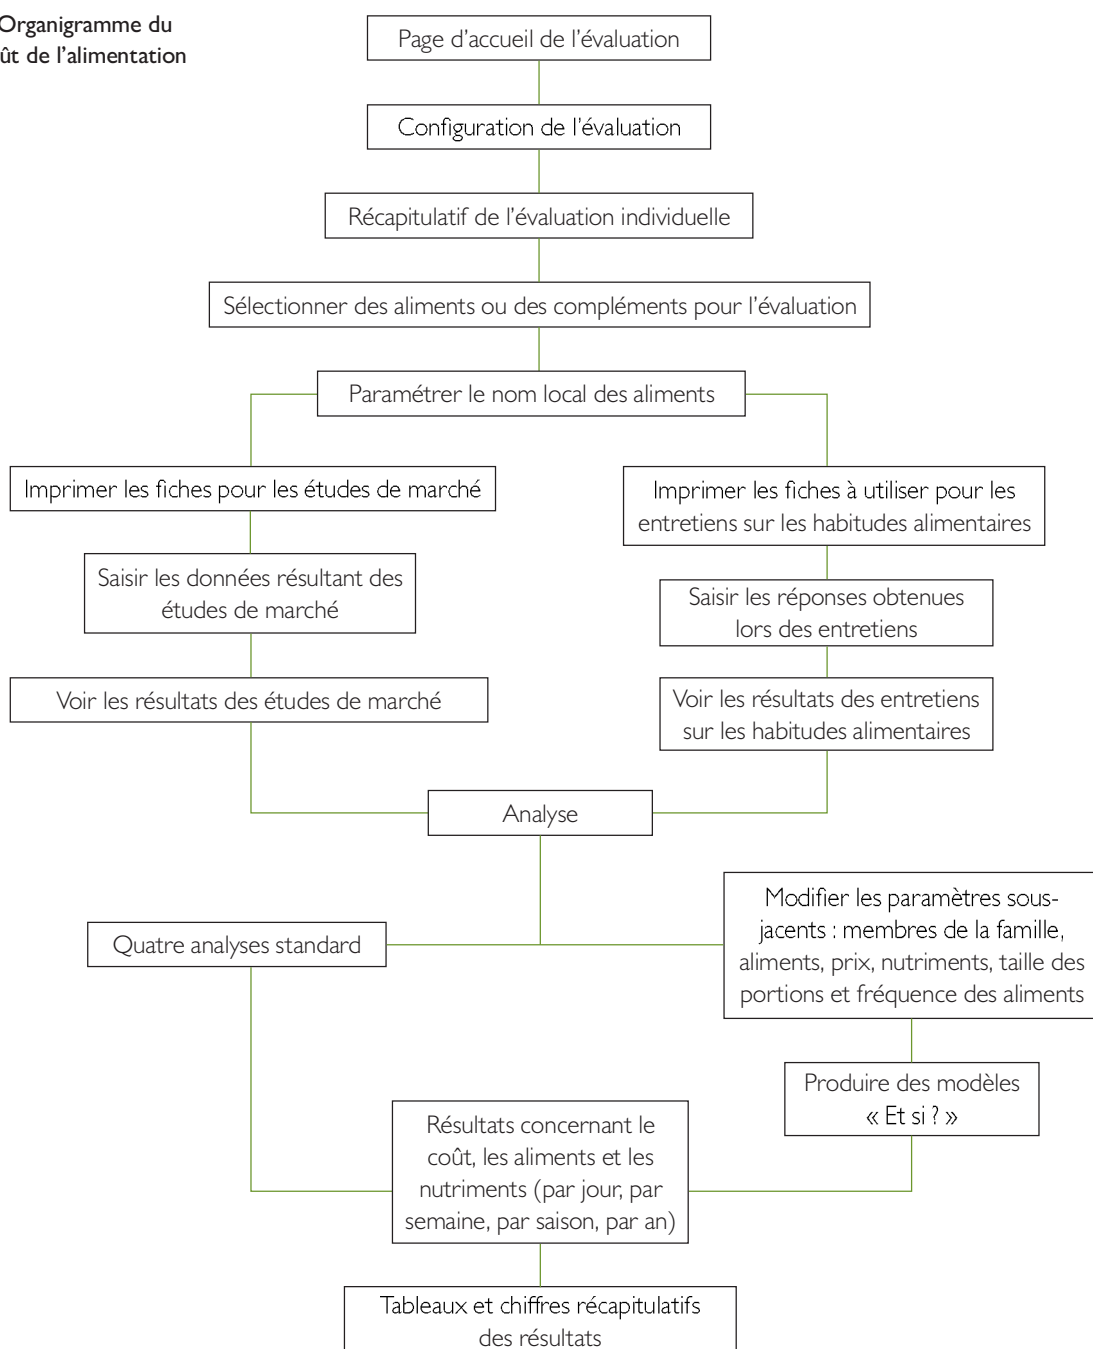 Organigramme du
ût de l’alimentation
Page d’accueil de l’évaluation
Configuration de l’évaluation
Récapitulatif de l’évaluation individuelle
Sélectionner des aliments ou des compléments pour l’évaluation
Paramétrer le nom local des aliments
Imprimer les fiches pour les études de marché
Saisir les données résultant des
études de marché
Voir les résultats des études de marché
Imprimer les fiches à utiliser pour les
entretiens sur les habitudes alimentaires
Saisir les réponses obtenues
lors des entretiens
Voir les résultats des entretiens
sur les habitudes alimentaires
Analyse
Quatre analyses standard
Modifier les paramètres sous-
jacents : membres de la famille,
aliments, prix, nutriments, taille des
portions et fréquence des aliments
Produire des modèles
« Et si ? »
Résultats concernant le
coût, les aliments et les
nutriments (par jour, par
semaine, par saison, par an)
Tableaux et chiffres récapitulatifs
des résultats